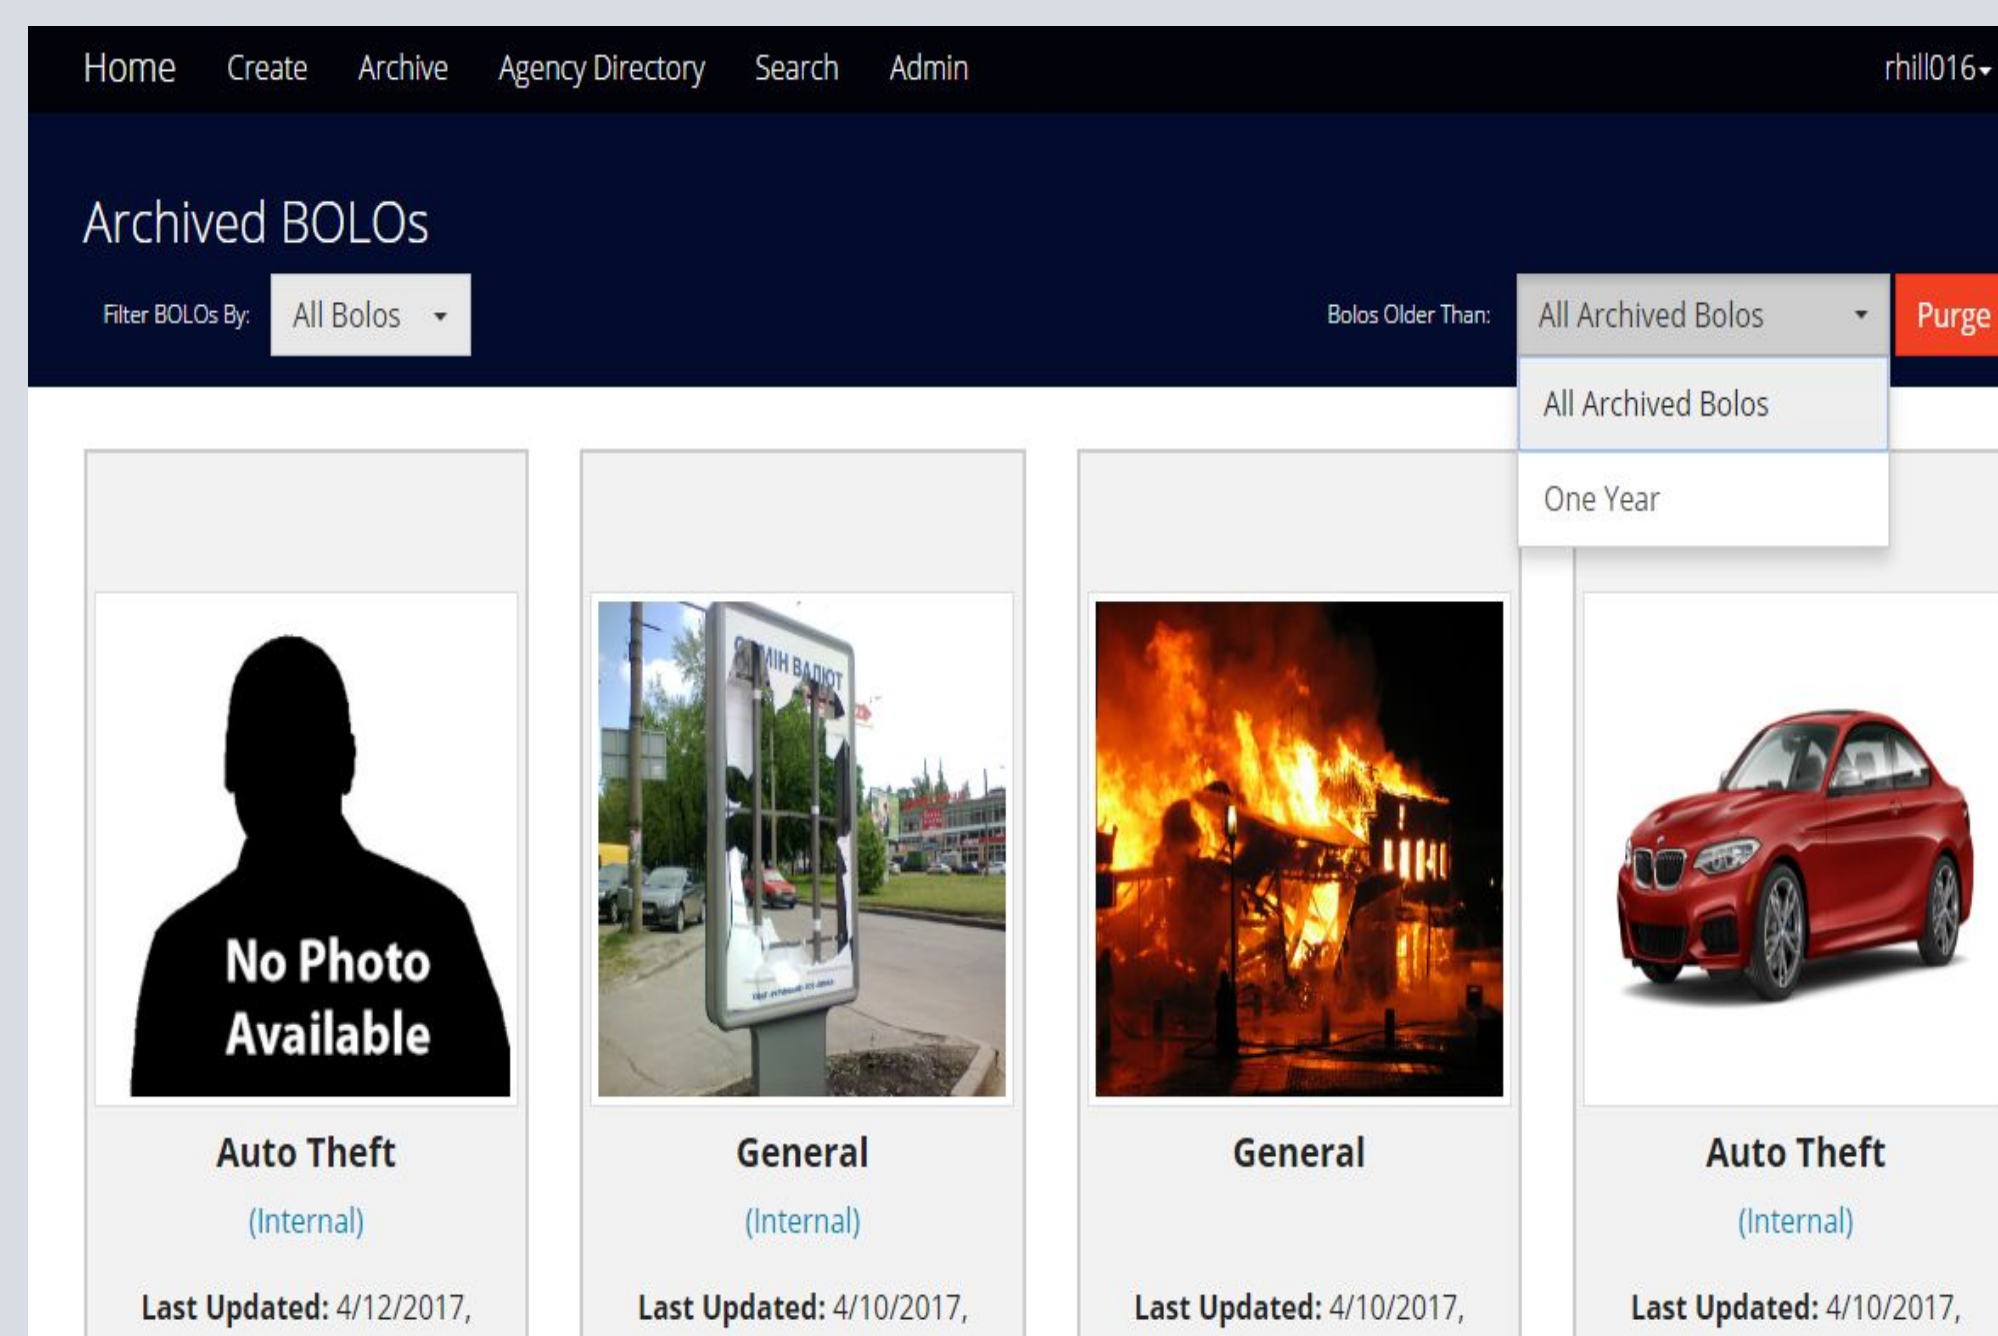 Home Create Archive Agency Directory Search Admin rhill016
Archived BOLOs
Filter BOLOs By: All Bolos Bolos Older Than: All Archived Bolos Purge
All Archived Bolos
One Year
МІН ВАЛЮТ
No Photo
Available
Auto Theft General General Auto Theft
(Internal) (Internal) (Internal)
Last Updated: 4/12/2017, Last Updated: 4/10/2017, Last Updated: 4/10/2017, Last Updated: 4/10/2017,